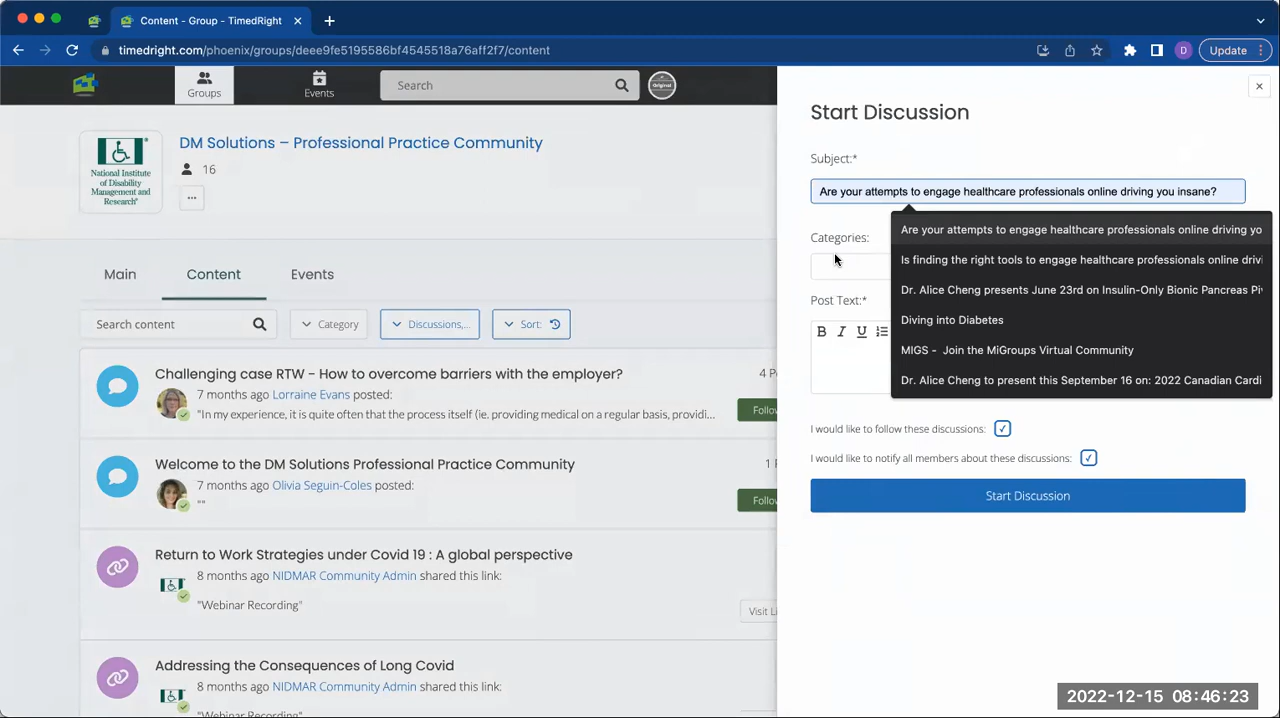 Content - Group - TimedRight
timedright.com/phoenix/groups/deee9fe5195586bf4545518a76aff2f7/content
D
Update
Groups
Events
Search
Original
National Institute
of Disability
Management and
Research®
DM Solutions – Professional Practice Community
16
...
Main
Content
Events
Search content
Category
Discussions,...
Sort:
Challenging case RTW - How to overcome barriers with the employer?
4 P
7 months ago Lorraine Evans posted:
"In my experience, it is quite often that the process itself (ie. providing medical on a regular basis, providi...
Follow
Welcome to the DM Solutions Professional Practice Community
1 P
7 months ago Olivia Seguin-Coles posted:
""
Follow
Return to Work Strategies under Covid 19 : A global perspective
8 months ago NIDMAR Community Admin shared this link:
"Webinar Recording"
Visit Li
Addressing the Consequences of Long Covid
8 months ago NIDMAR Community Admin shared this link:
"Webinar Recording"
Start Discussion
Subject:*
Are your attempts to engage healthcare professionals online driving you insane?
Are your attempts to engage healthcare professionals online driving yo
Is finding the right tools to engage healthcare professionals online drivi
Dr. Alice Cheng presents June 23rd on Insulin-Only Bionic Pancreas Pi
Diving into Diabetes
MIGS - Join the MiGroups Virtual Community
Dr. Alice Cheng to present this September 16 on: 2022 Canadian Cardi
Categories:
Post Text:*
B I U
I would like to follow these discussions:
I would like to notify all members about these discussions:
Start Discussion
2022-12-15 08:46:23